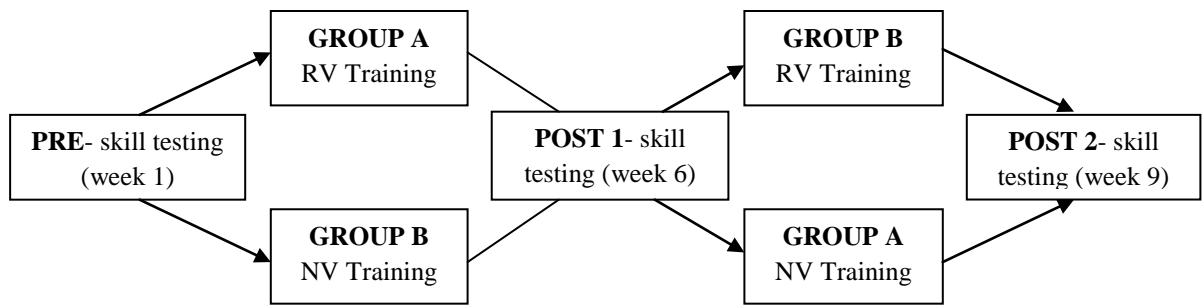 GROUP A
RV Training
GROUP B
RV Training
PRE- skill testing
(week 1)
POST 1- skill
testing (week 6)
POST 2- skill
testing (week 9)
GROUP B
NV Training
GROUP A
NV Training